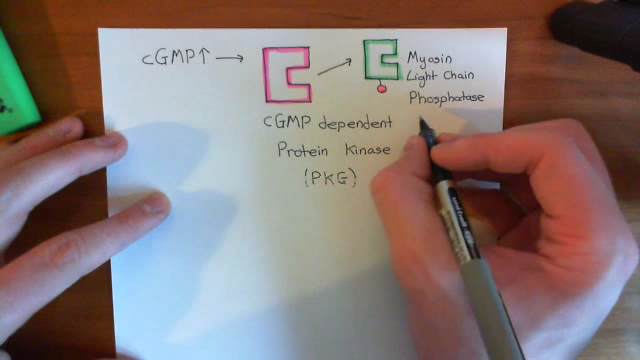 cGMP↑ →
Myosin
Light Chain
Phosphatase
cGMP dependent
Protein Kinase
(PKG)